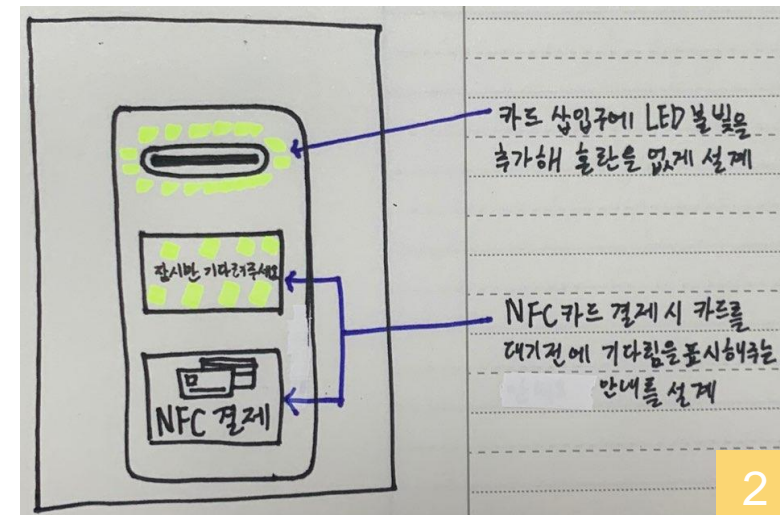 카드 삽입구에 LED 불빛을
추가해 혼란을 없게 설계
잠시만 기다려주세요
NFC 카드 결제시 카드를
대기전에 기다림을 표시해주는
안내를 설계
NFC 결제
2